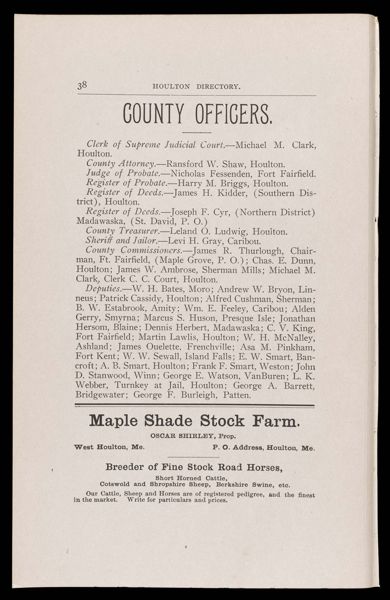 38
HOULTON DIRECTORY.
COUNTY OFFICERS.
Clerk of Supreme Judicial Court.—Michael M. Clark,
Houlton.
County Attorney.—Ransford W. Shaw, Houlton.
Judge of Probate.—Nicholas Fessenden, Fort Fairfield.
Register of Probate.—Harry M. Briggs, Houlton.
Register of Deeds.—James H. Kidder, (Southern Dis-
trict), Houlton.
Register of Deeds.—Joseph F. Cyr, (Northern District)
Madawaska, (St. David, P. O.)
County Treasurer.—Leland O. Ludwig, Houlton.
Sheriff and Jailor.—Levi H. Gray, Caribou.
County Commissioners.—James R. Thurlough, Chair-
man, Ft. Fairfield, (Maple Grove, P. O.); Chas. E. Dunn,
Houlton; James W. Ambrose, Sherman Mills; Michael M.
Clark, Clerk C. C. Court, Houlton.
Deputies.—W. H. Bates, Moro; Andrew W. Bryon, Lin-
neus; Patrick Cassidy, Houlton; Alfred Cushman, Sherman;
B. W. Estabrook, Amity; Wm. E. Feeley, Caribou; Alden
Gerry, Smyrna; Marcus S. Huson, Presque Isle; Jonathan
Hersom, Blaine; Dennis Herbert, Madawaska; C. V. King,
Fort Fairfield; Martin Lawlis, Houlton; W. H. McNalley,
Ashland; James Ouelette, Frenchville; Asa M. Pinkham,
Fort Kent; W. W. Sewall, Island Falls; E. W. Smart, Ban-
croft; A. B. Smart, Houlton; Frank F. Smart, Weston; John
D. Stanwood, Winn; George E. Watson, VanBuren; L. K.
Webber, Turnkey at Jail, Houlton; George A. Barrett,
Bridgewater; George F. Burleigh, Patten.
Maple Shade Stock Farm.
OSCAR SHIRLEY, Prop.
West Houlton, Me. P. O. Address, Houlton, Me.
Breeder of Fine Stock Road Horses,
Short Horned Cattle,
Cotswold and Shropshire Sheep, Berkshire Swine, etc.
Our Cattle, Sheep and Horses are of registered pedigree, and the finest
in the market. Write for particulars and prices.